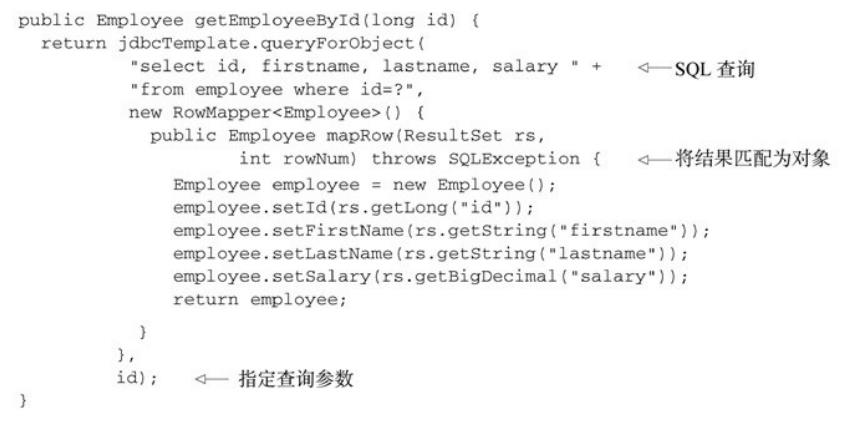 public Employee getEmployeeById(long id) {
  return jdbcTemplate.queryForObject(
          "select id, firstname, lastname, salary " +    ◁— SQL 查询
          "from employee where id=?",
          new RowMapper<Employee>() {
            public Employee mapRow(ResultSet rs,
                    int rowNum) throws SQLException {    ◁— 将结果匹配为对象
              Employee employee = new Employee();
              employee.setId(rs.getLong("id"));
              employee.setFirstName(rs.getString("firstname"));
              employee.setLastName(rs.getString("lastname"));
              employee.setSalary(rs.getBigDecimal("salary"));
              return employee;
            }
          },
          id);    ◁— 指定查询参数
}